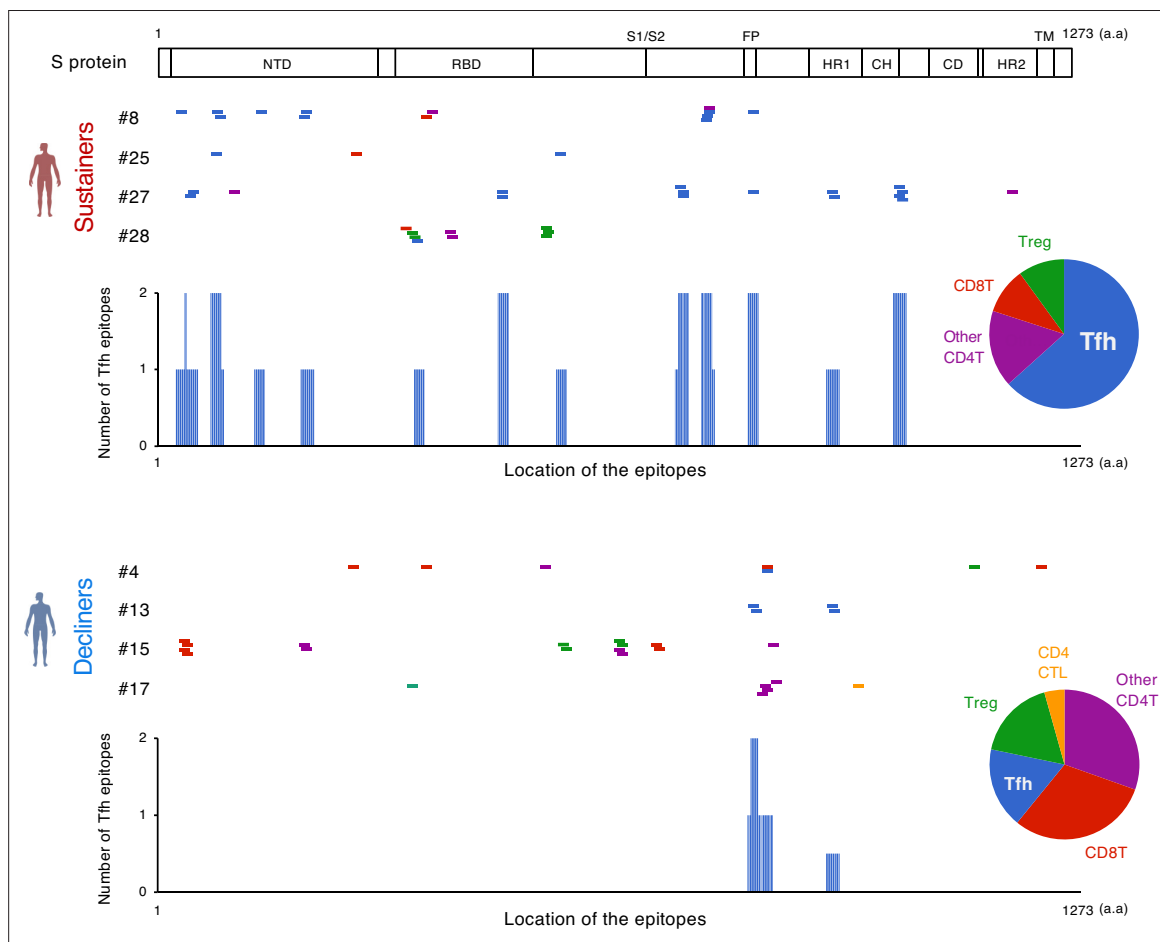 1 S1/S2 FP TM 1273 (a.a)
S protein NTD RBD HR1 CH CD HR2
Sustainers
#8
#25
#27
#28
Treg
CD8T
Other
CD4T
Tfh
Number of Tfh epitopes
2
1
0
1 Location of the epitopes 1273 (a.a)
Decliners
#4
#13
#15
#17
CD4
CTL
Other
CD4T
Treg
Tfh
CD8T
Number of Tfh epitopes
2
1
0
1 Location of the epitopes 1273 (a.a)